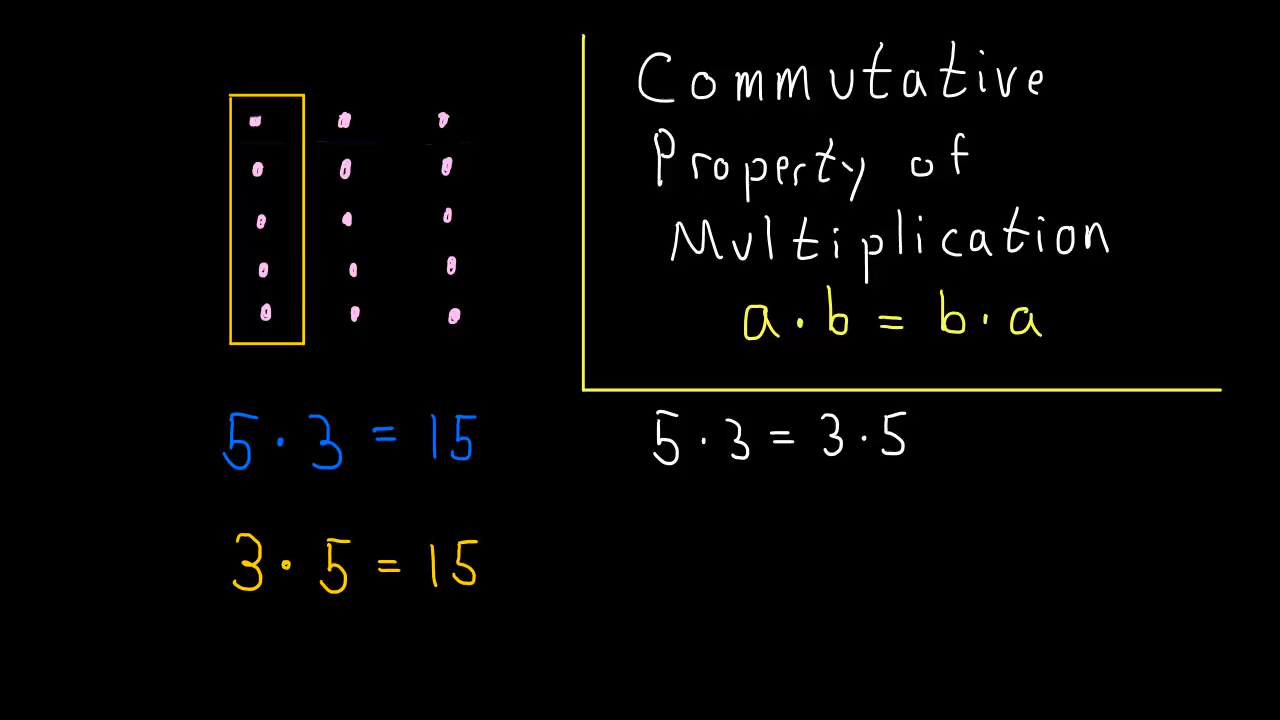 Commutative
Property of
Multiplication
a · b = b · a
5 · 3 = 15
5 · 3 = 3 · 5
3 · 5 = 15